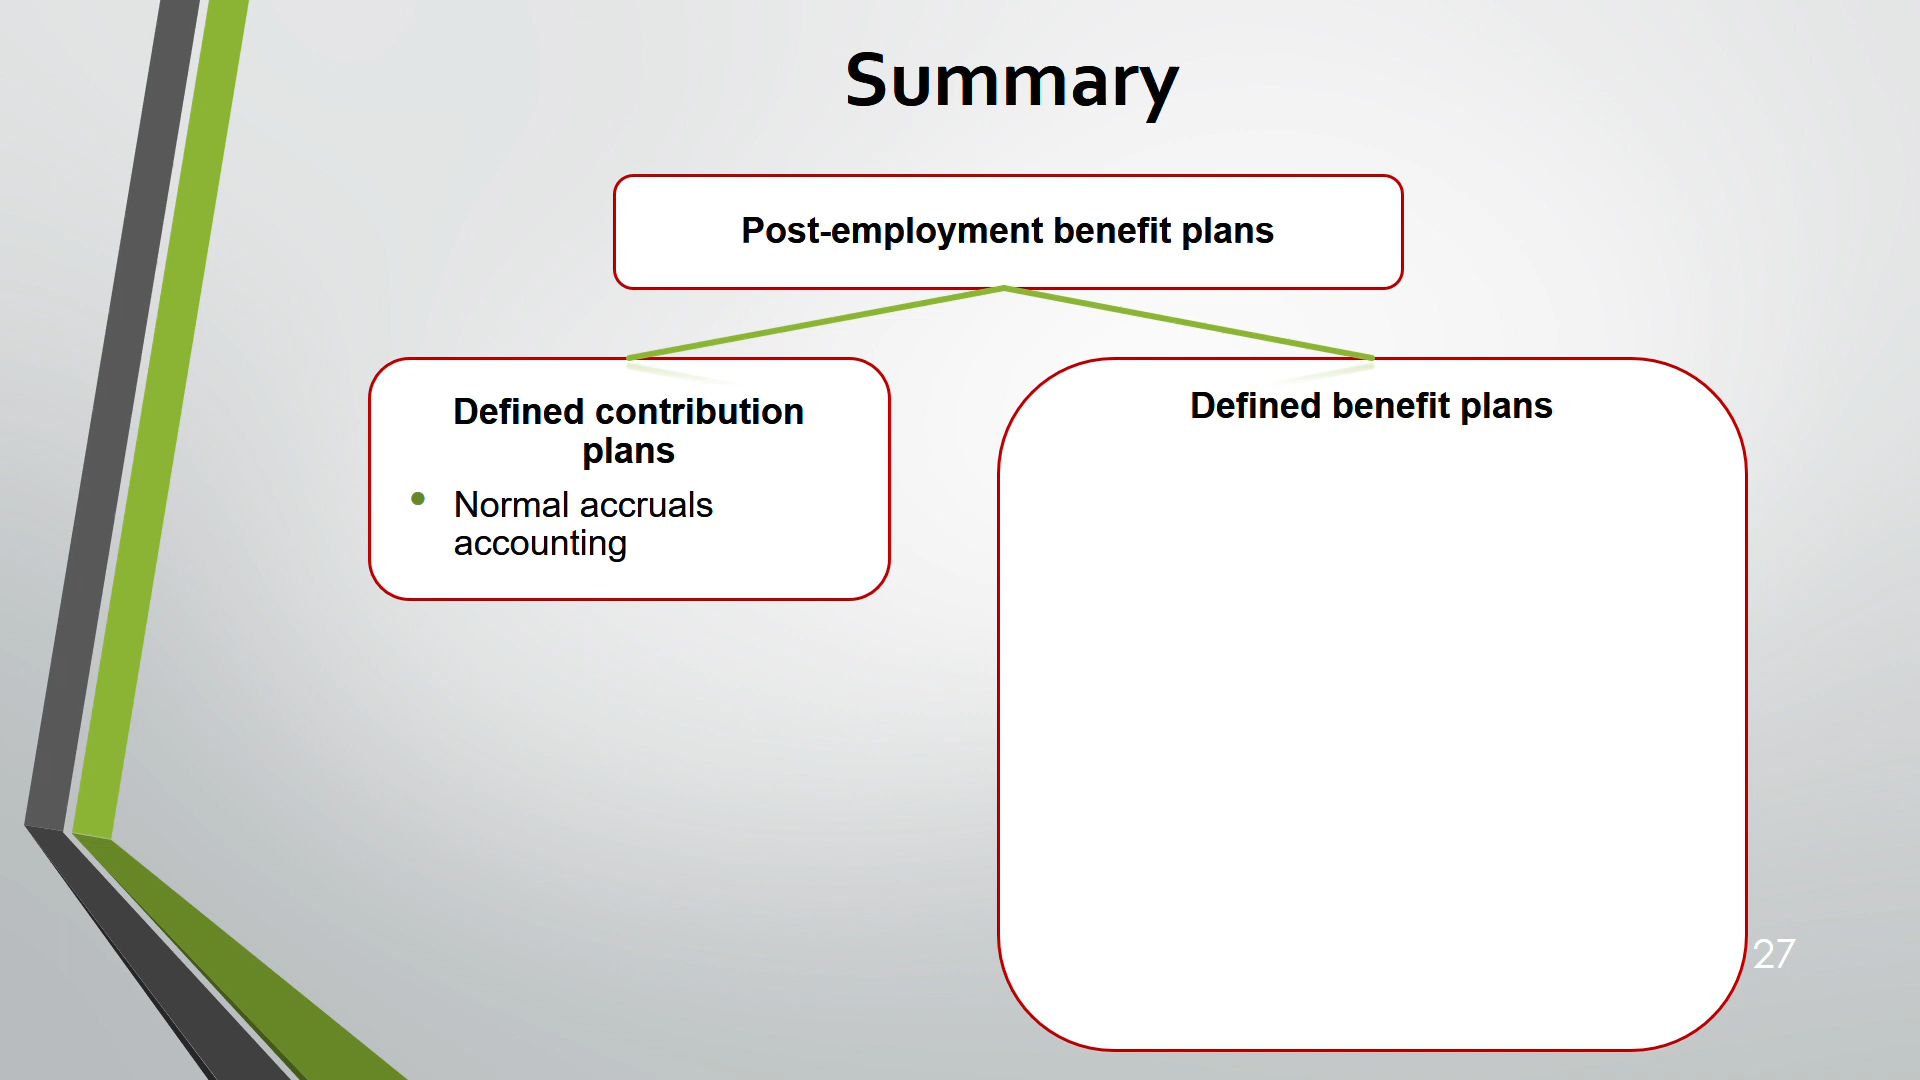 Summary
Post-employment benefit plans
Defined contribution
plans
• Normal accruals
accounting
Defined benefit plans
27